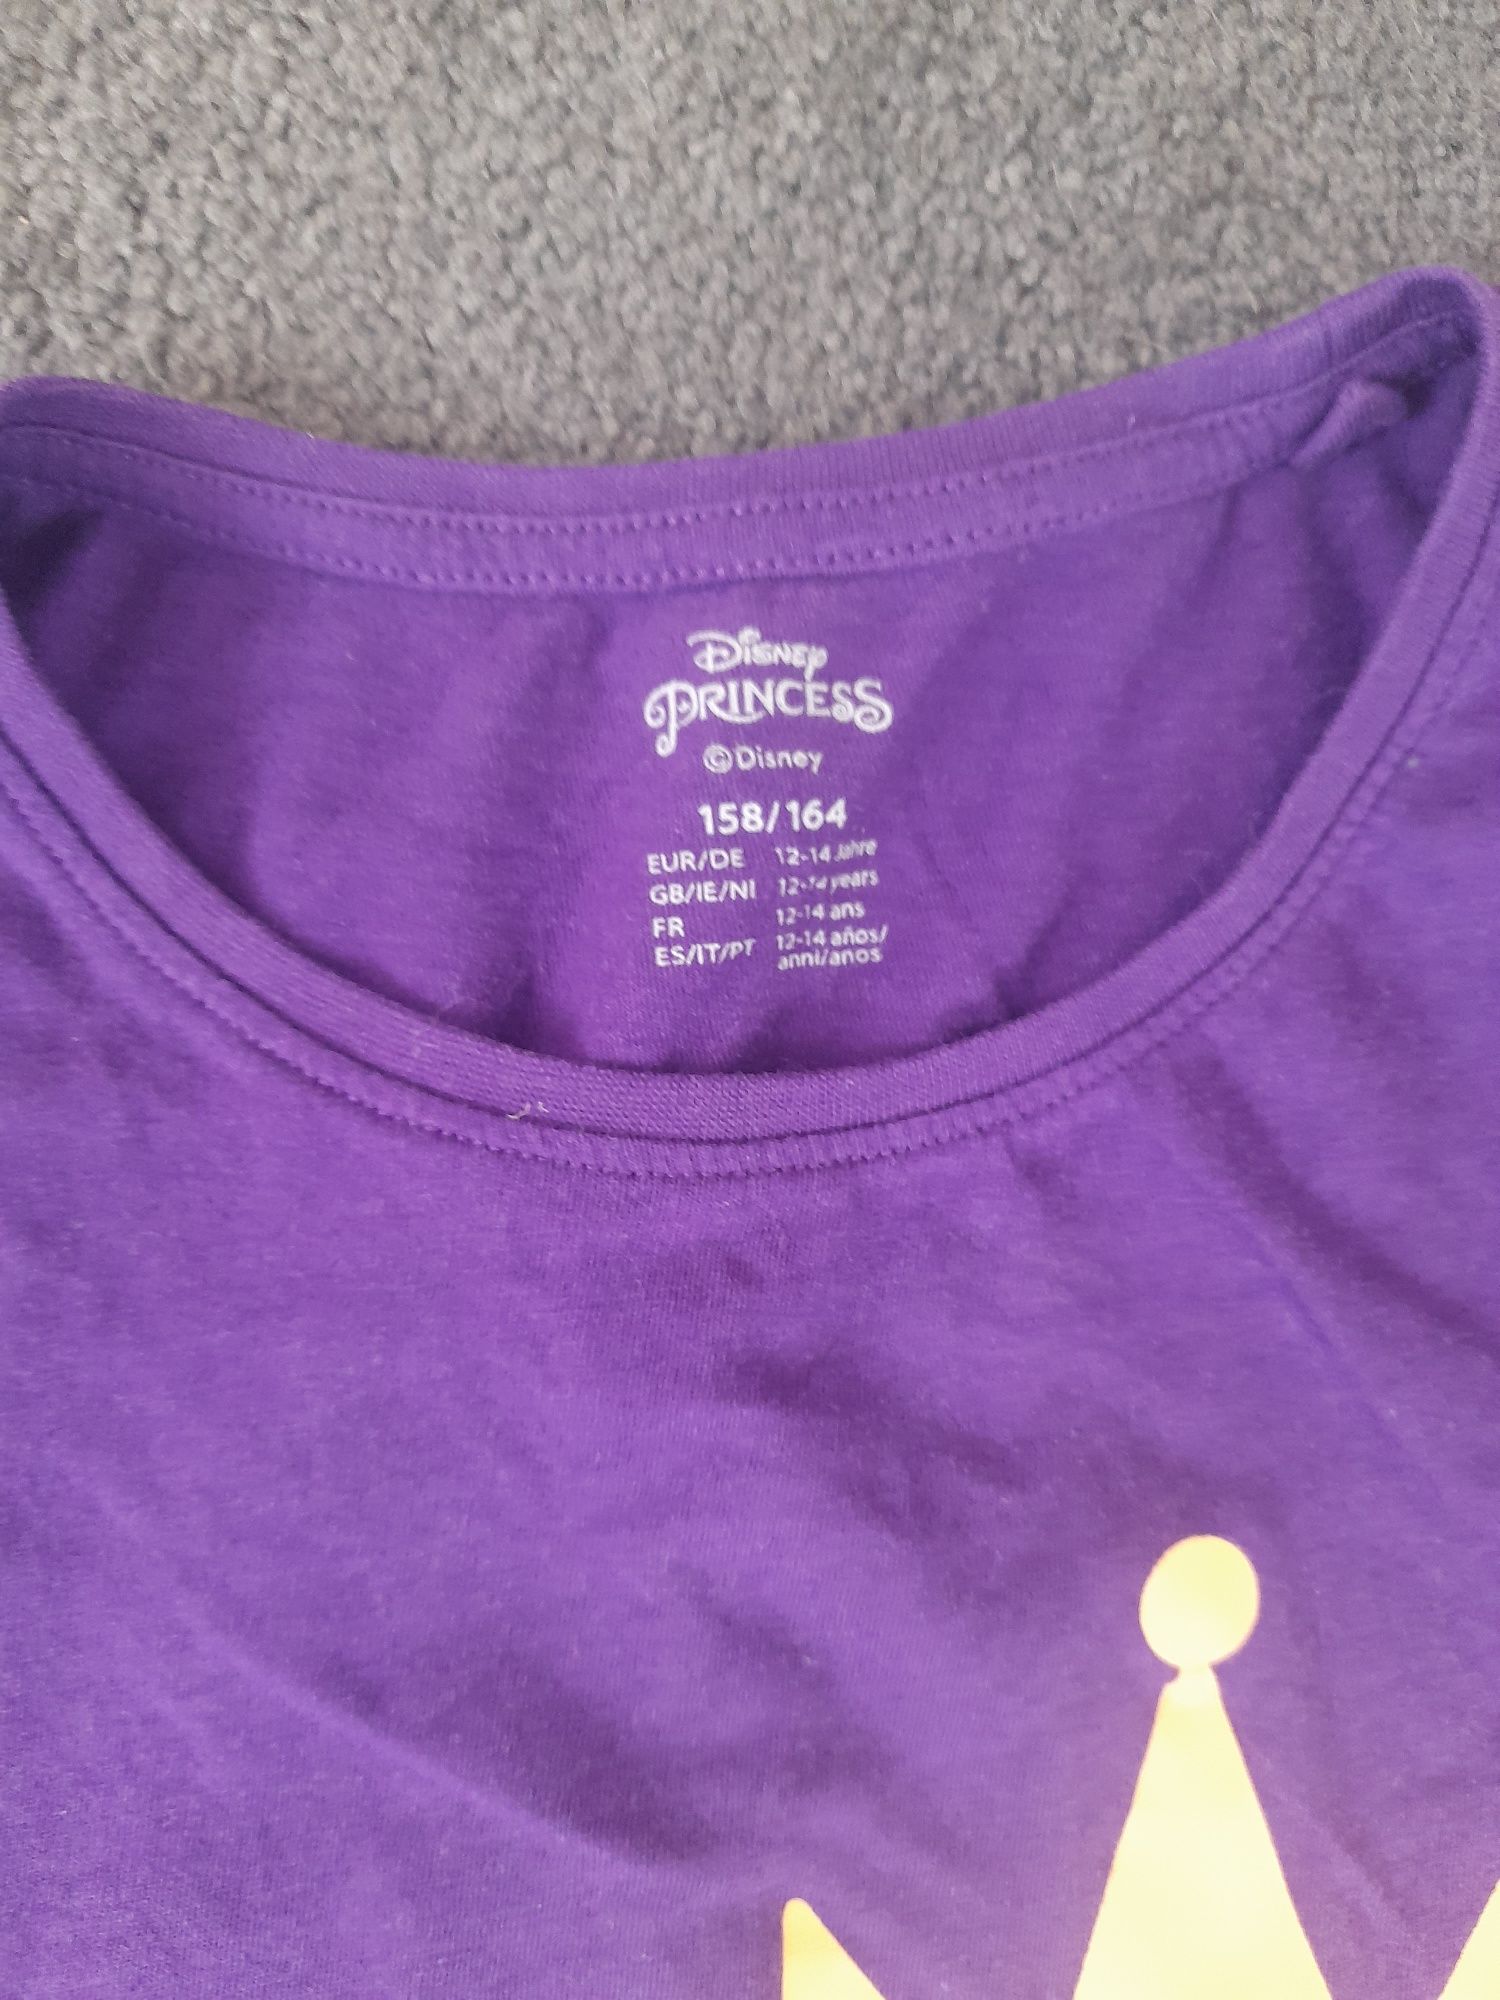 Disney
PRINCESS
©Disney
158/164
EUR/DE 12-14 Jahre
GB/IE/NI 12-14 years
FR 12-14 ans
ES/IT/PT 12-14 años/
anni/anos